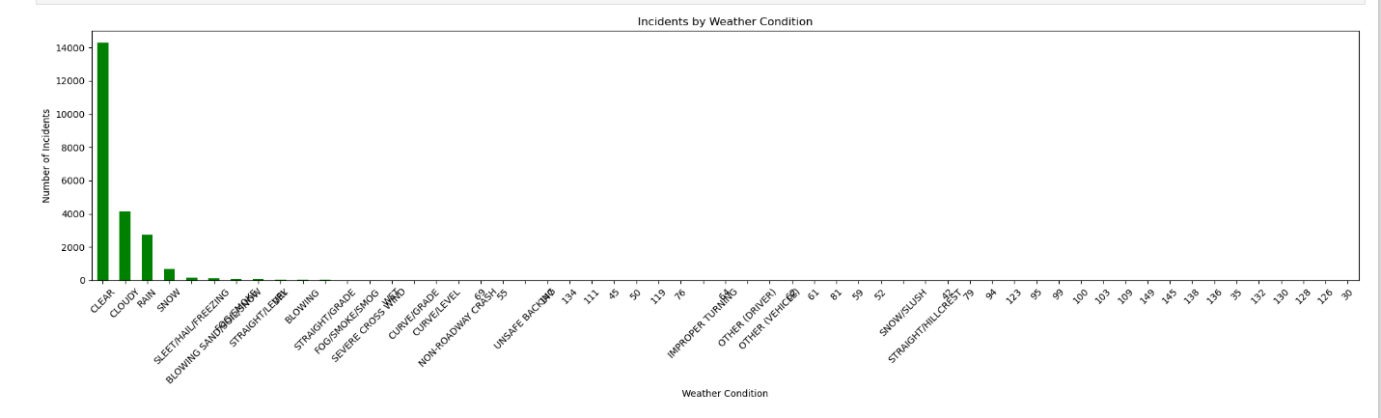 Incidents by Weather Condition
Number of Incidents
14000
12000
10000
8000
6000
4000
2000
0
CLEAR
CLOUDY
RAIN
SNOW
SLEET/HAIL/FREEZING
BLOWING
STRAIGHT/LEVEL
BLOWING
STRAIGHT/GRADE
FOG/SMOKE/SMOG
WET
SEVERE CROSS WIND
CURVE/GRADE
CURVE/LEVEL
NON-ROADWAY CRASH
69
55
UNSAFE BACKING
134
111
45
50
119
76
IMPROPER TURNING
OTHER (DRIVER)
OTHER (VEHICLE)
61
81
59
52
SNOW/SLUSH
42
STRAIGHT/HILLCREST
79
94
123
95
99
100
103
109
149
145
138
136
35
132
130
128
126
30
Weather Condition